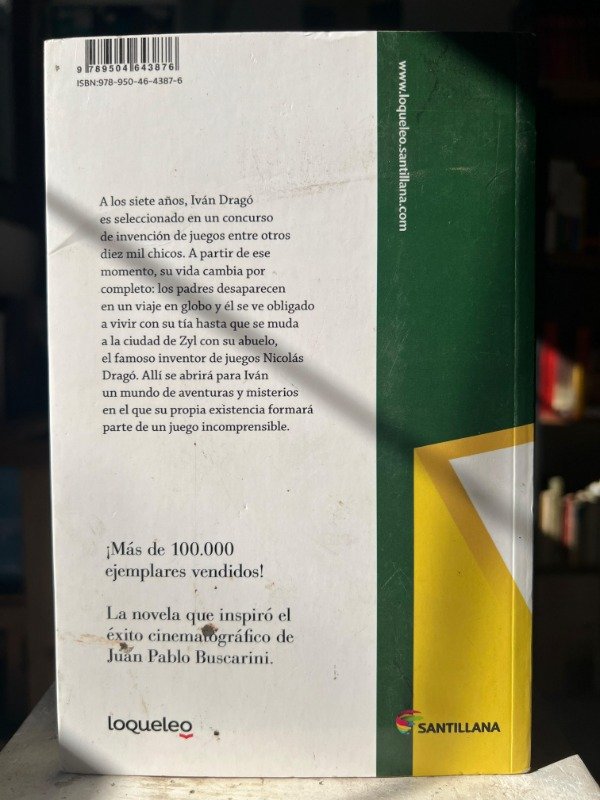 9 789504 643876
ISBN:978-950-46-4387-6
www.loqueleo.santillana.com
A los siete años, Iván Dragó
es seleccionado en un concurso
de invención de juegos entre otros
diez mil chicos. A partir de ese
momento, su vida cambia por
completo: los padres desaparecen
en un viaje en globo y él se ve obligado
a vivir con su tía hasta que se muda
a la ciudad de Zyl con su abuelo,
el famoso inventor de juegos Nicolás
Dragó. Allí se abrirá para Iván
un mundo de aventuras y misterios
en el que su propia existencia formará
parte de un juego incomprensible.
¡Más de 100.000
ejemplares vendidos!
La novela que inspiró el
éxito cinematográfico de
Juan Pablo Buscarini.
loqueleo
SANTILLANA